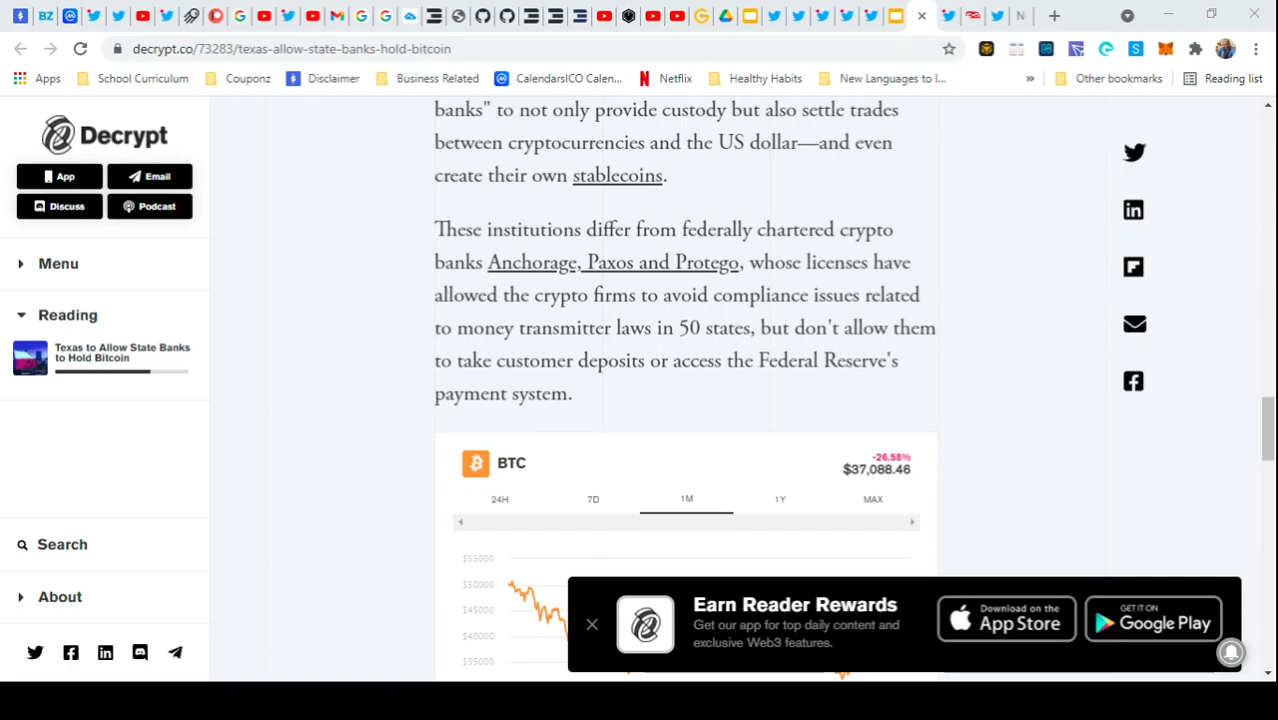 BZ
N
decrypt.co/73283/texas-allow-state-banks-hold-bitcoin
Apps
School Curriculum
Couponz
Disclaimer
Business Related
CalendarsICO Calen...
Netflix
Healthy Habits
New Languages to l...
»
Other bookmarks
Reading list
Decrypt
App
Email
Discuss
Podcast
Menu
Reading
Texas to Allow State Banks
to Hold Bitcoin
Search
About
banks" to not only provide custody but also settle trades
between cryptocurrencies and the US dollar—and even
create their own stablecoins.
These institutions differ from federally chartered crypto
banks Anchorage, Paxos and Protego, whose licenses have
allowed the crypto firms to avoid compliance issues related
to money transmitter laws in 50 states, but don't allow them
to take customer deposits or access the Federal Reserve's
payment system.
BTC
-26.58%
$37,088.46
24H
7D
1M
1Y
MAX
$55000
$50000
$45000
$40000
$35000
Earn Reader Rewards
Get our app for top daily content and
exclusive Web3 features.
Download on the
App Store
GET IT ON
Google Play